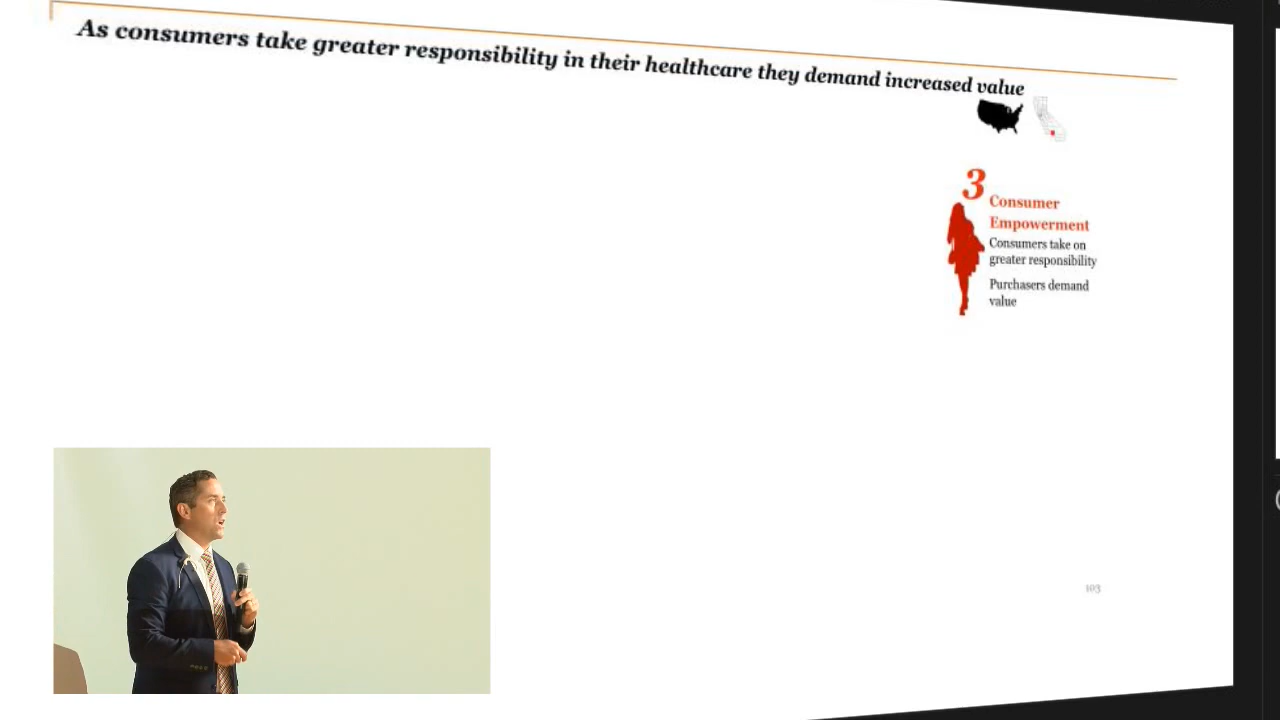 As consumers take greater responsibility in their healthcare they demand increased value
3
Consumer
Empowerment
Consumers take on
greater responsibility
Purchasers demand
value
103